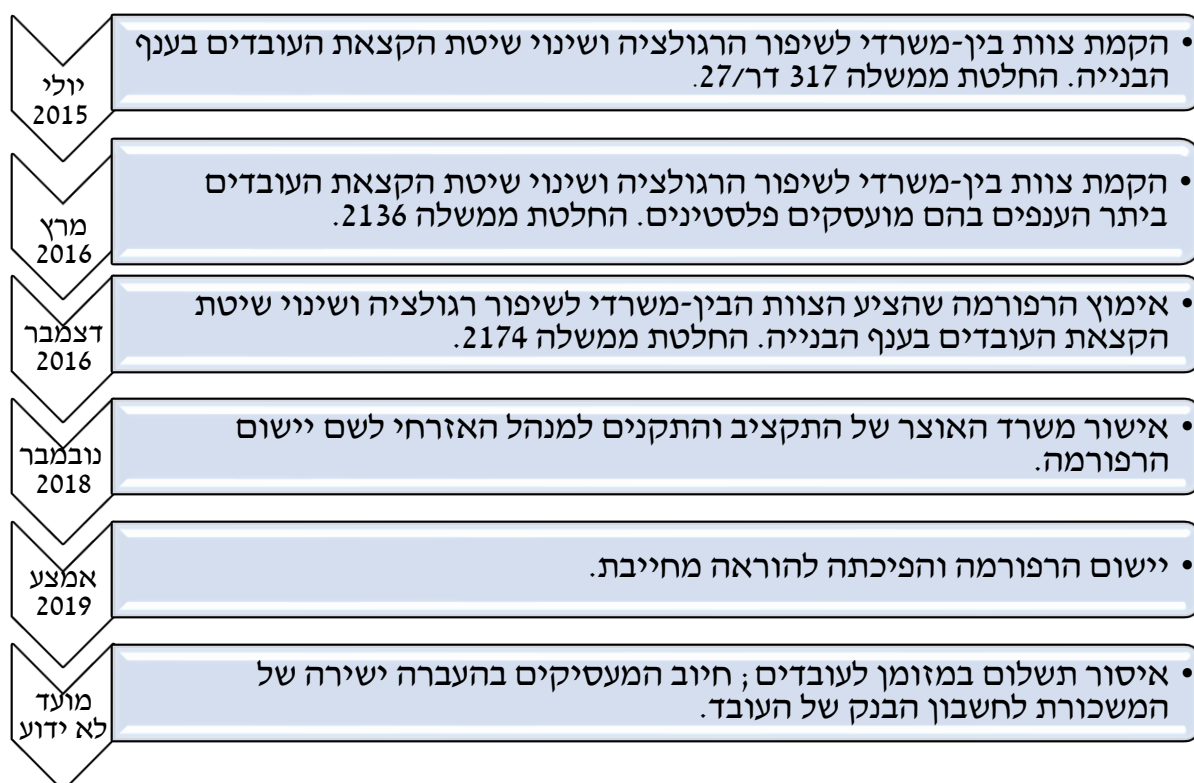 יולי
2015
• הקמת צוות בין-משרדי לשיפור הרגולציה ושינוי שיטת הקצאת העובדים בענף
הבנייה. החלטת ממשלה 317 דר/27.
מרץ
2016
• הקמת צוות בין-משרדי לשיפור הרגולציה ושינוי שיטת הקצאת העובדים
ביתר הענפים בהם מועסקים פלסטינים. החלטת ממשלה 2136.
דצמבר
2016
• אימוץ הרפורמה שהציע הצוות הבין-משרדי לשיפור רגולציה ושינוי שיטת
הקצאת העובדים בענף הבנייה. החלטת ממשלה 2174.
נובמבר
2018
• אישור משרד האוצר של התקציב והתקנים למנהל האזרחי לשם יישום
הרפורמה.
אמצע
2019
• יישום הרפורמה והפיכתה להוראה מחייבת.
מועד
לא ידוע
• איסור תשלום במזומן לעובדים; חיוב המעסיקים בהעברה ישירה של
המשכורת לחשבון הבנק של העובד.